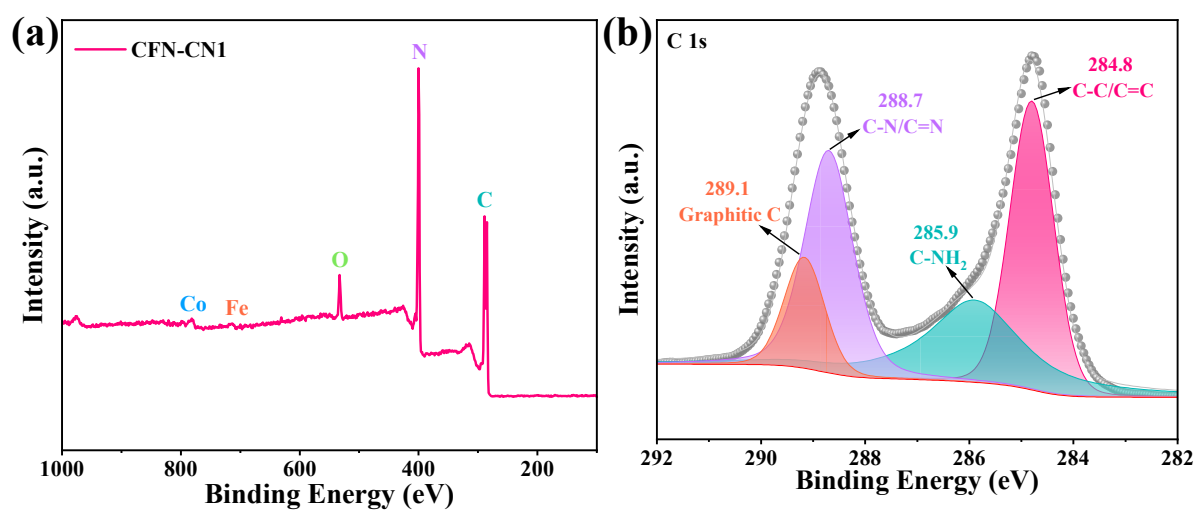 (a)
CFN-CN1
N
C
O
Co
Fe
Intensity (a.u.)
1000
800
600
400
200
Binding Energy (eV)
(b)
C 1s
284.8
C-C/C=C
288.7
C-N/C=N
289.1
Graphitic C
285.9
C-NH₂
Intensity (a.u.)
292
290
288
286
284
282
Binding Energy (eV)